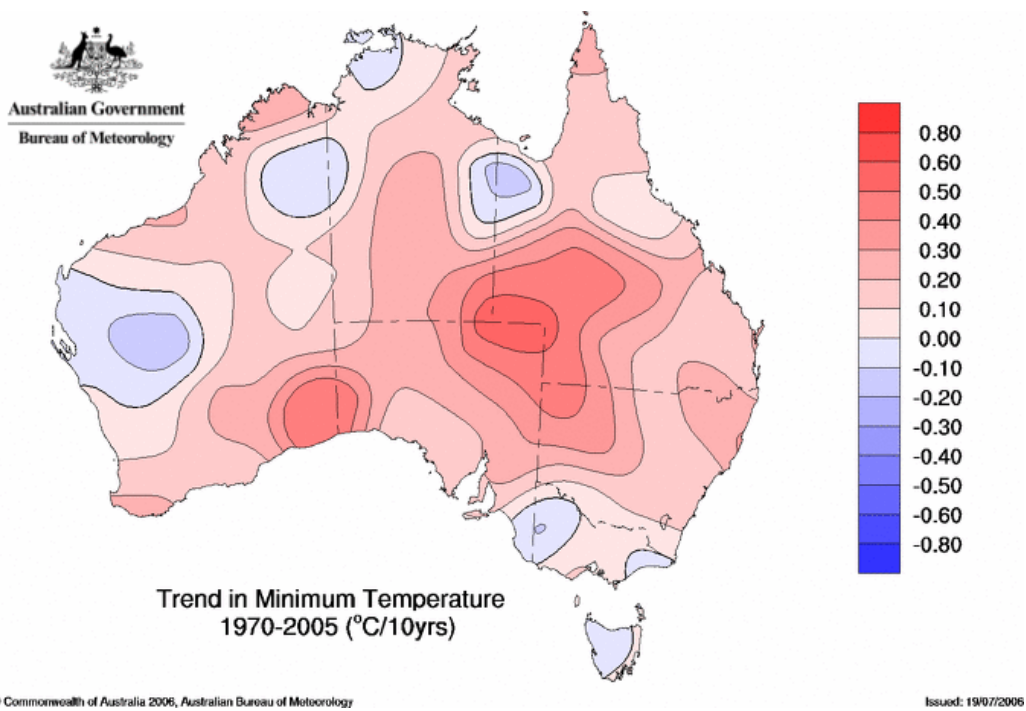 Australian Government
Bureau of Meteorology
0.80
0.60
0.50
0.40
0.30
0.20
0.10
0.00
-0.10
-0.20
-0.30
-0.40
-0.50
-0.60
-0.80
Trend in Minimum Temperature
1970-2005 (°C/10yrs)
Commonwealth of Australia 2006, Australian Bureau of Meteorology
Issued: 19/07/2006